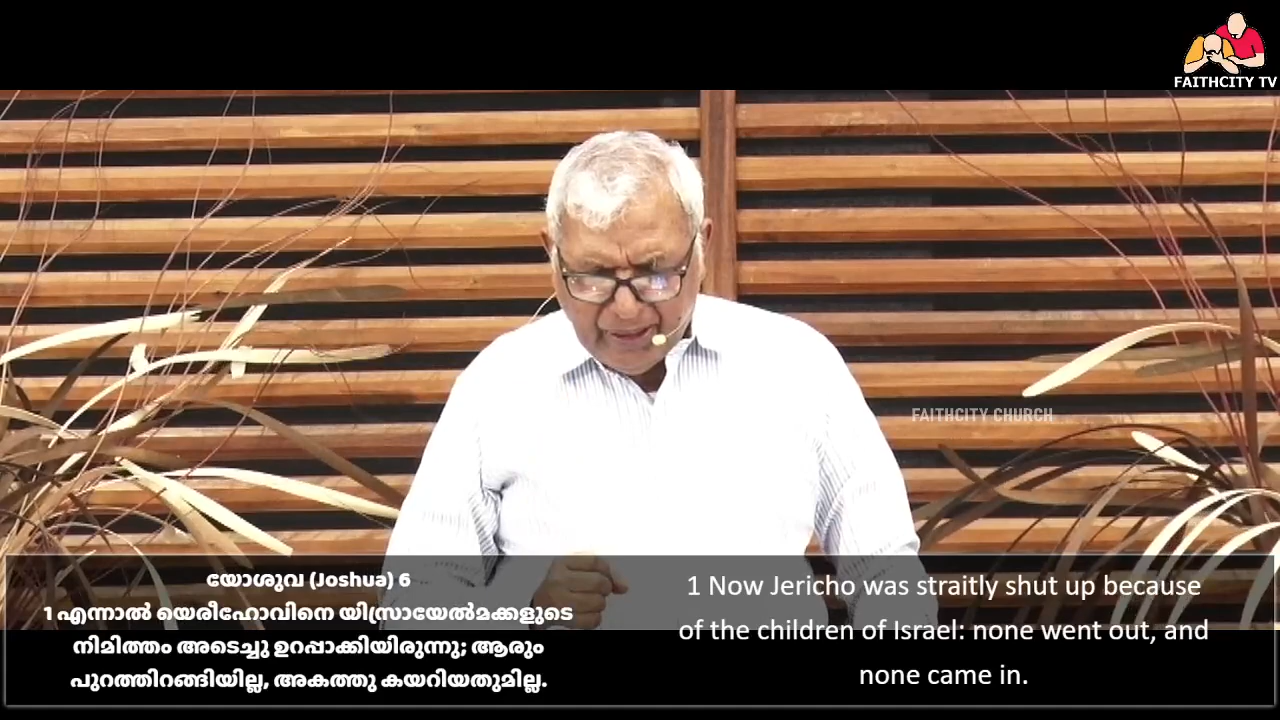 FAITHCITY TV
FAITHCITY CHURCH
യോശുവ (Joshua) 6
1 എന്നാൽ യെരീഹോവിനെ യിസ്രായേൽമക്കളുടെ
നിമിത്തം അടെച്ചു ഉറപ്പാക്കിയിരുന്നു; ആരും
പുറത്തിറങ്ങിയില്ല, അകത്തു കയറിയതുമില്ല.
1 Now Jericho was straitly shut up because
of the children of Israel: none went out, and
none came in.